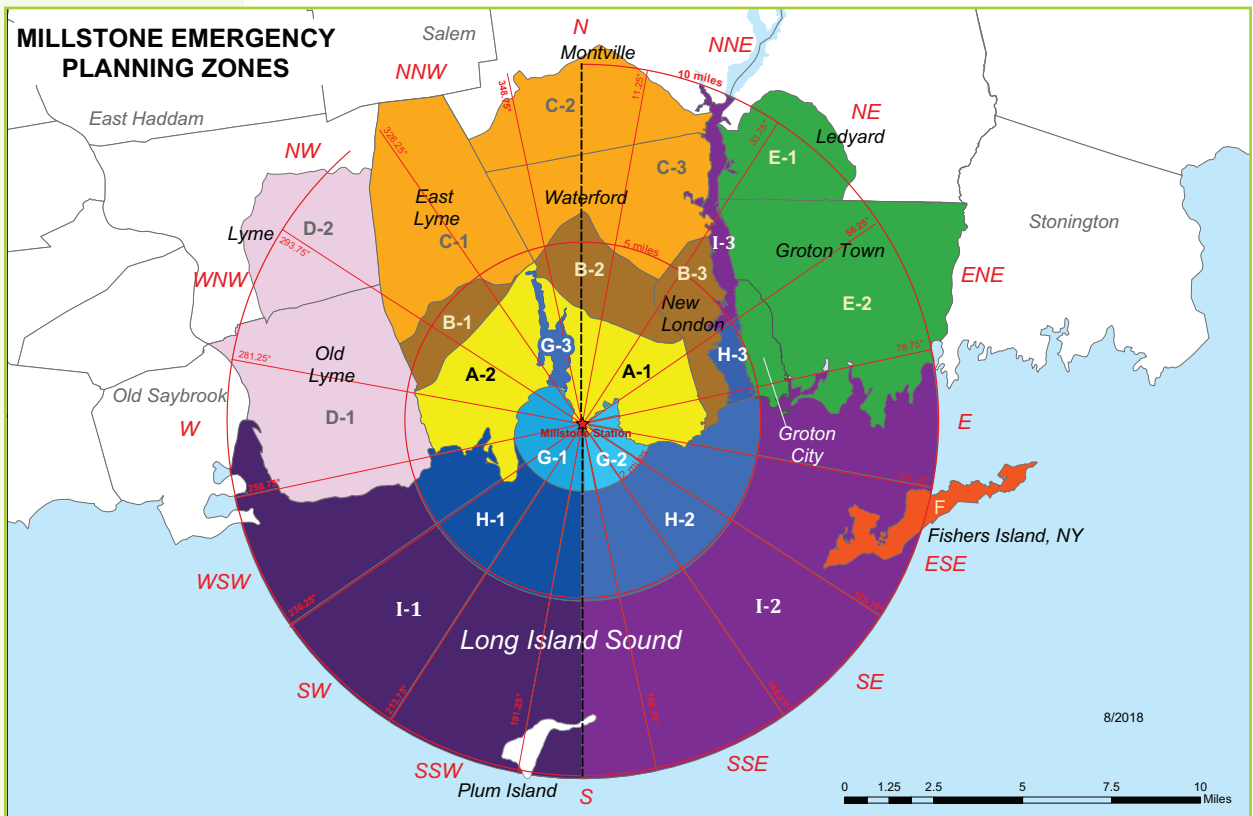 MILLSTONE EMERGENCY
PLANNING ZONES
Salem
N
Montville
NNE
NNW
348.75°
11.25°
10 miles
C-2
East Haddam
326.25°
33.75°
NE
Ledyard
E-1
NW
C-3
East
Lyme
C-1
Waterford
D-2
Lyme
293.75°
5 miles
I-3
Groton Town
56.25°
Stonington
WNW
B-2
B-3
ENE
New
London
E-2
B-1
G-3
H-3
78.75°
281.25°
Old
Lyme
A-2
A-1
Old Saybrook
W
D-1
Millstone Station
Groton
City
E
G-1
G-2
2 miles
258.75°
F
H-1
H-2
Fishers Island, NY
ESE
WSW
236.25°
I-1
I-2
Long Island Sound
SW
213.75°
191.25°
146.25°
SE
8/2018
SSW
SSE
Plum Island
S
0
1.25
2.5
5
7.5
10
Miles